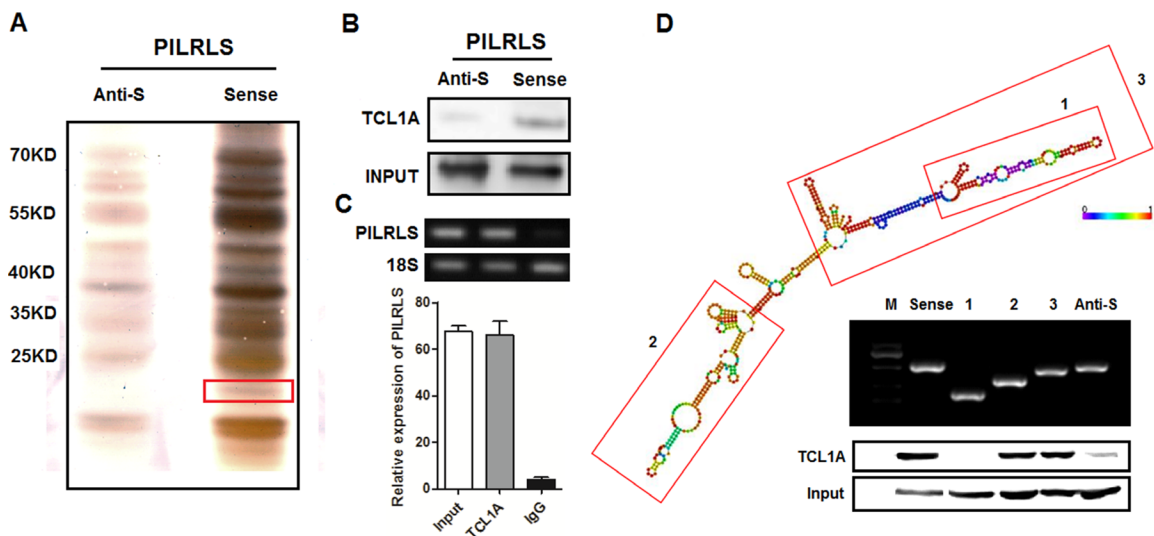 A
PILRLS
Anti-S Sense
70KD
55KD
40KD
35KD
25KD
B
PILRLS
Anti-S Sense
TCL1A
INPUT
C
PILRLS
18S
Relative expression of PILRLS
80
60
40
20
0
Input TCL1A IgG
D
3
1
2
0 1
M Sense 1 2 3 Anti-S
TCL1A
Input